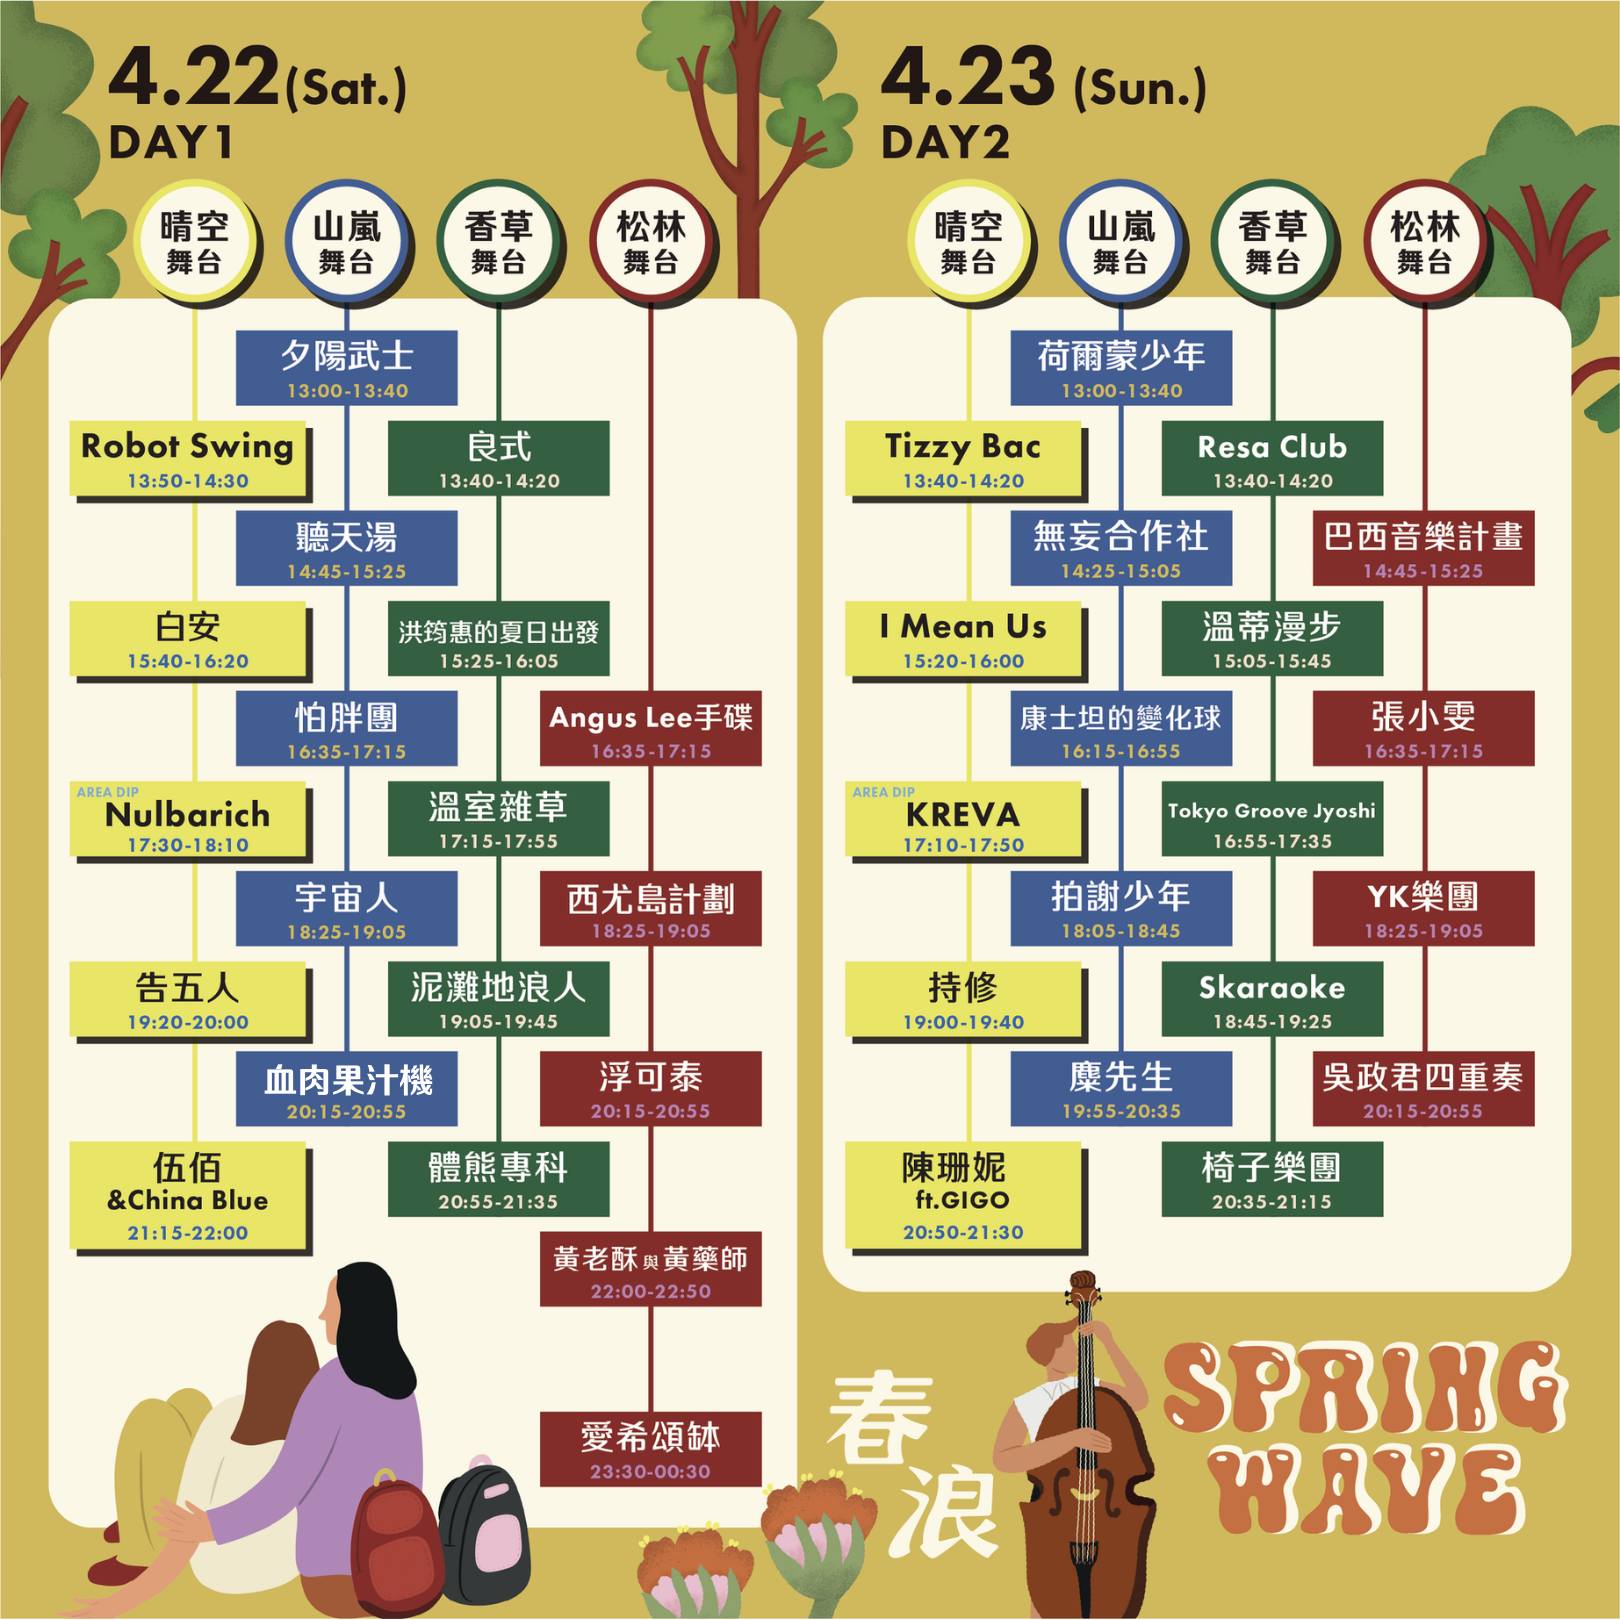 4.22(Sat.)
DAY1
晴空
舞台
山嵐
舞台
香草
舞台
松林
舞台
夕陽武士
13:00-13:40
Robot Swing
13:50-14:30
良式
13:40-14:20
聽天湯
14:45-15:25
白安
15:40-16:20
洪筠惠的夏日出發
15:25-16:05
怕胖團
16:35-17:15
Angus Lee手碟
16:35-17:15
AREA DIP
Nulbarich
17:30-18:10
溫室雜草
17:15-17:55
宇宙人
18:25-19:05
西尤島計劃
18:25-19:05
告五人
19:20-20:00
泥灘地浪人
19:05-19:45
血肉果汁機
20:15-20:55
浮可泰
20:15-20:55
伍佰
&China Blue
21:15-22:00
體熊專科
20:55-21:35
黃老酥與黃藥師
22:00-22:50
愛希頌缽
23:30-00:30
4.23 (Sun.)
DAY2
晴空
舞台
山嵐
舞台
香草
舞台
松林
舞台
荷爾蒙少年
13:00-13:40
Tizzy Bac
13:40-14:20
Resa Club
13:40-14:20
無妄合作社
14:25-15:05
巴西音樂計畫
14:45-15:25
I Mean Us
15:20-16:00
溫蒂漫步
15:05-15:45
康士坦的變化球
16:15-16:55
張小雯
16:35-17:15
AREA DIP
KREVA
17:10-17:50
Tokyo Groove Jyoshi
16:55-17:35
拍謝少年
18:05-18:45
YK樂團
18:25-19:05
持修
19:00-19:40
Skaraoke
18:45-19:25
麋先生
19:55-20:35
吳政君四重奏
20:15-20:55
陳珊妮
ft.GIGO
20:50-21:30
椅子樂團
20:35-21:15
春
浪
SPRING
WAVE